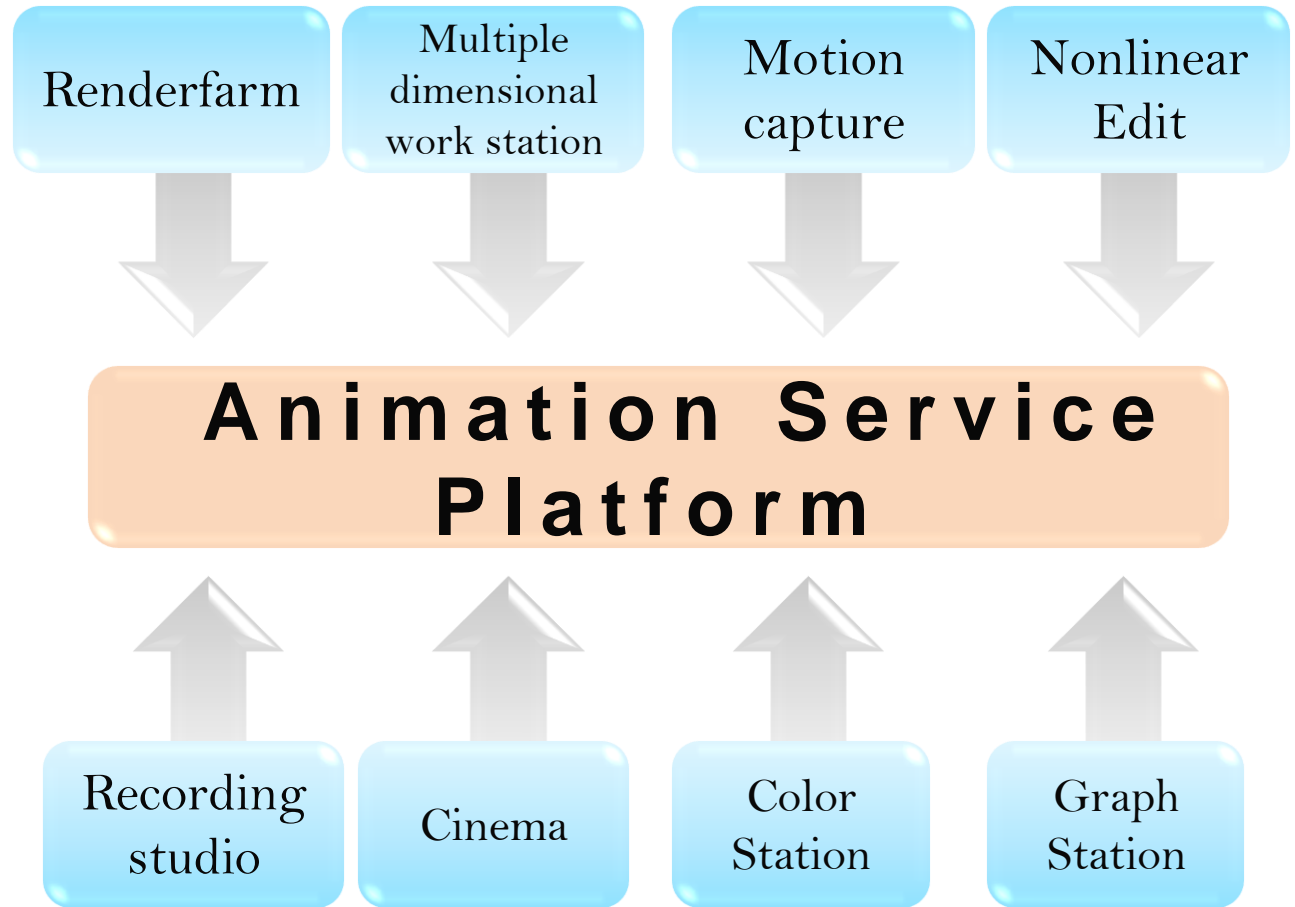 Renderfarm
Multiple
dimensional
work station
Motion
capture
Nonlinear
Edit
Animation Service
Platform
Recording
studio
Cinema
Color
Station
Graph
Station